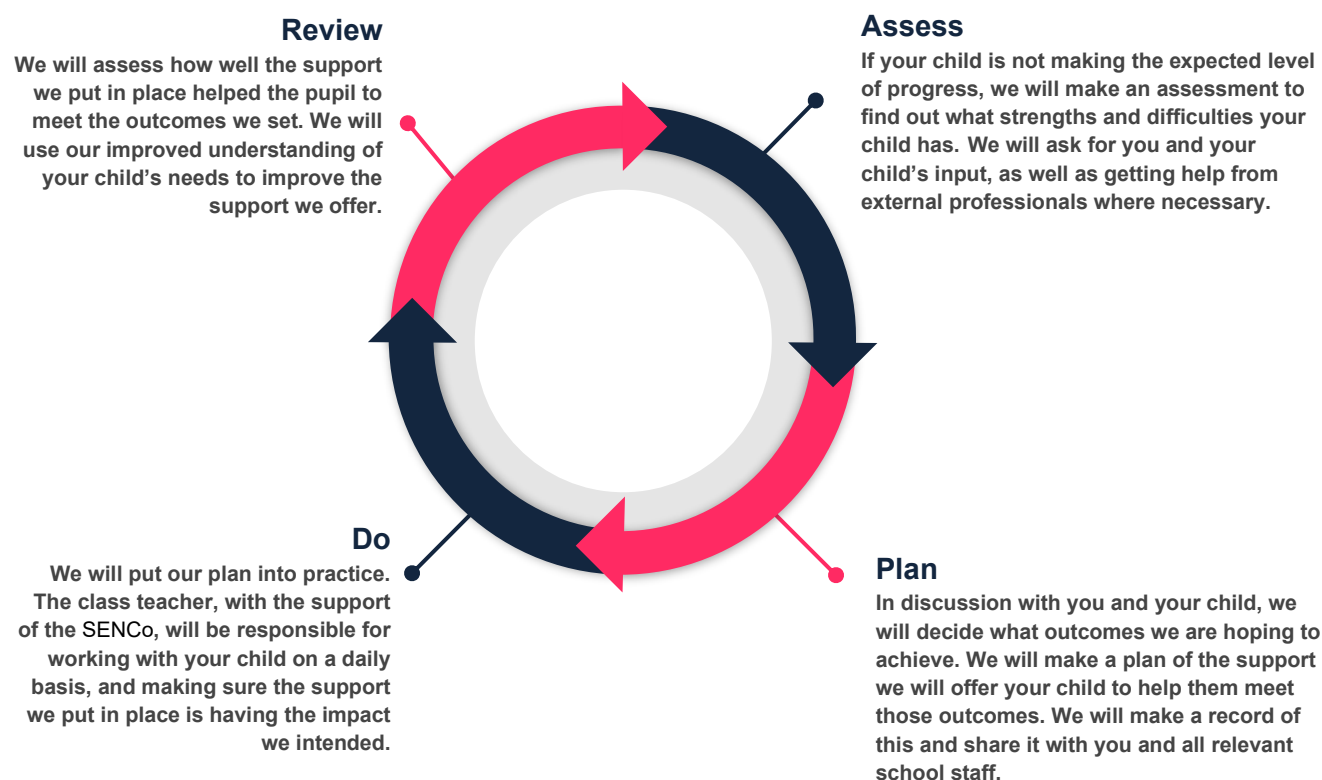 Review
We will assess how well the support
we put in place helped the pupil to
meet the outcomes we set. We will
use our improved understanding of
your child’s needs to improve the
support we offer.
Assess
If your child is not making the expected level
of progress, we will make an assessment to
find out what strengths and difficulties your
child has. We will ask for you and your
child’s input, as well as getting help from
external professionals where necessary.
Do
We will put our plan into practice.
The class teacher, with the support
of the SENCo, will be responsible for
working with your child on a daily
basis, and making sure the support
we put in place is having the impact
we intended.
Plan
In discussion with you and your child, we
will decide what outcomes we are hoping to
achieve. We will make a plan of the support
we will offer your child to help them meet
those outcomes. We will make a record of
this and share it with you and all relevant
school staff.